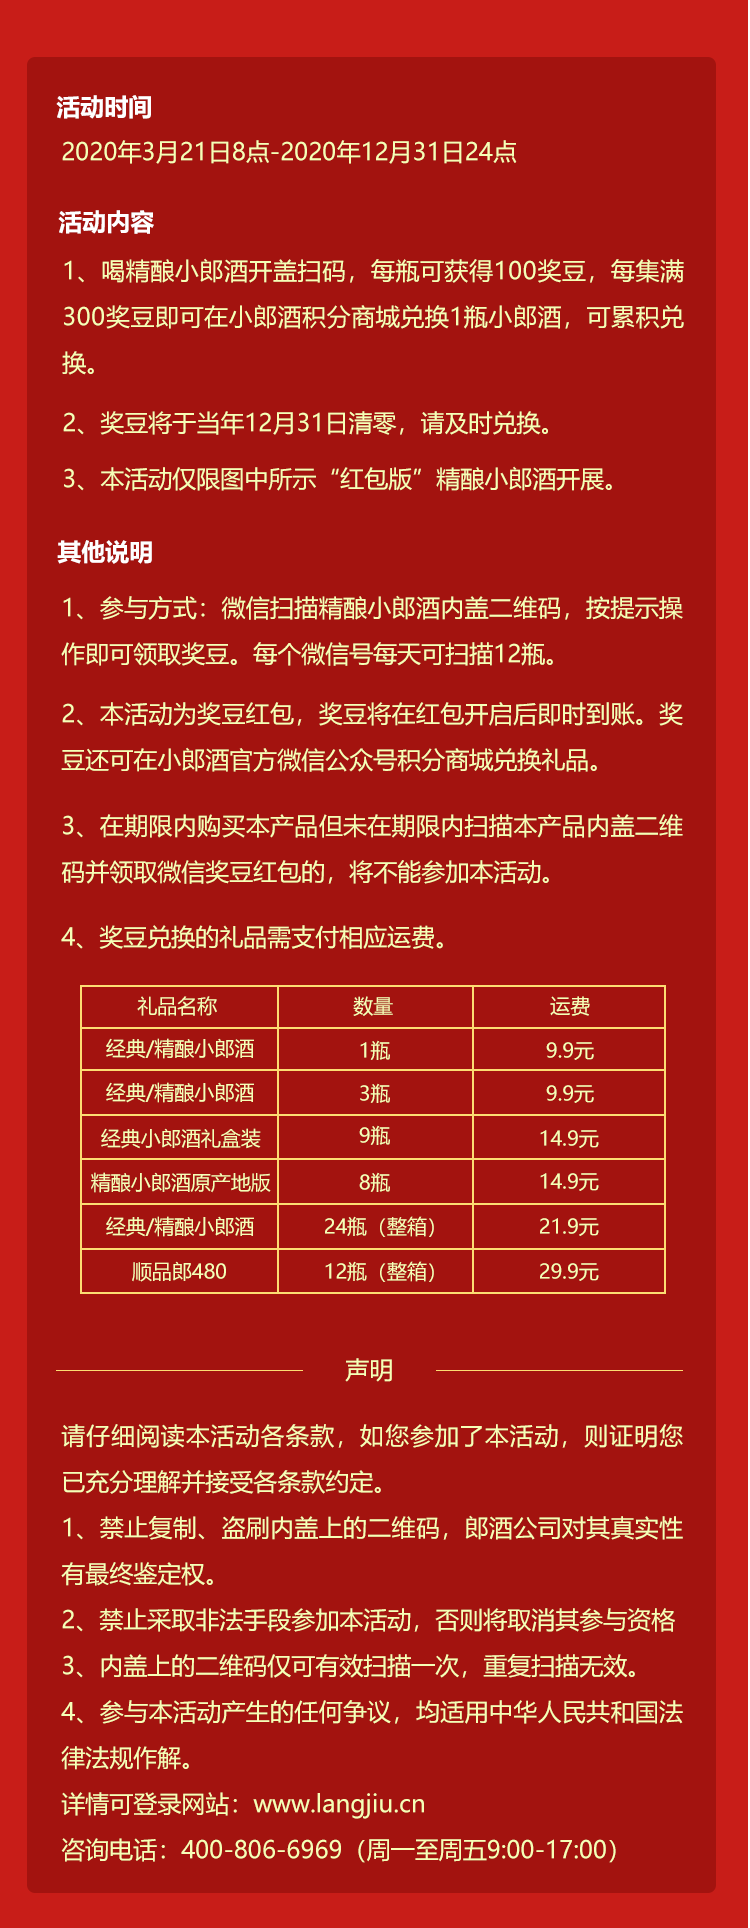 活动时间
2020年3月21日8点-2020年12月31日24点
活动内容
1、喝精酿小郎酒开盖扫码，每瓶可获得100奖豆，每集满
300奖豆即可在小郎酒积分商城兑换1瓶小郎酒，可累积兑
换。
2、奖豆将于当年12月31日清零，请及时兑换。
3、本活动仅限图中所示“红包版”精酿小郎酒开展。
其他说明
1、参与方式：微信扫描精酿小郎酒内盖二维码，按提示操
作即可领取奖豆。每个微信号每天可扫描12瓶。
2、本活动为奖豆红包，奖豆将在红包开启后即时到账。奖
豆还可在小郎酒官方微信公众号积分商城兑换礼品。
3、在期限内购买本产品但未在期限内扫描本产品内盖二维
码并领取微信奖豆红包的，将不能参加本活动。
4、奖豆兑换的礼品需支付相应运费。
礼品名称 数量 运费
经典/精酿小郎酒 1瓶 9.9元
经典/精酿小郎酒 3瓶 9.9元
经典小郎酒礼盒装 9瓶 14.9元
精酿小郎酒原产地版 8瓶 14.9元
经典/精酿小郎酒 24瓶（整箱） 21.9元
顺品郎480 12瓶（整箱） 29.9元
声明
请仔细阅读本活动各条款，如您参加了本活动，则证明您
已充分理解并接受各条款约定。
1、禁止复制、盗刷内盖上的二维码，郎酒公司对其真实性
有最终鉴定权。
2、禁止采取非法手段参加本活动，否则将取消其参与资格
3、内盖上的二维码仅可有效扫描一次，重复扫描无效。
4、参与本活动产生的任何争议，均适用中华人民共和国法
律法规作解。
详情可登录网站：www.langjiu.cn
咨询电话：400-806-6969（周一至周五9:00-17:00）